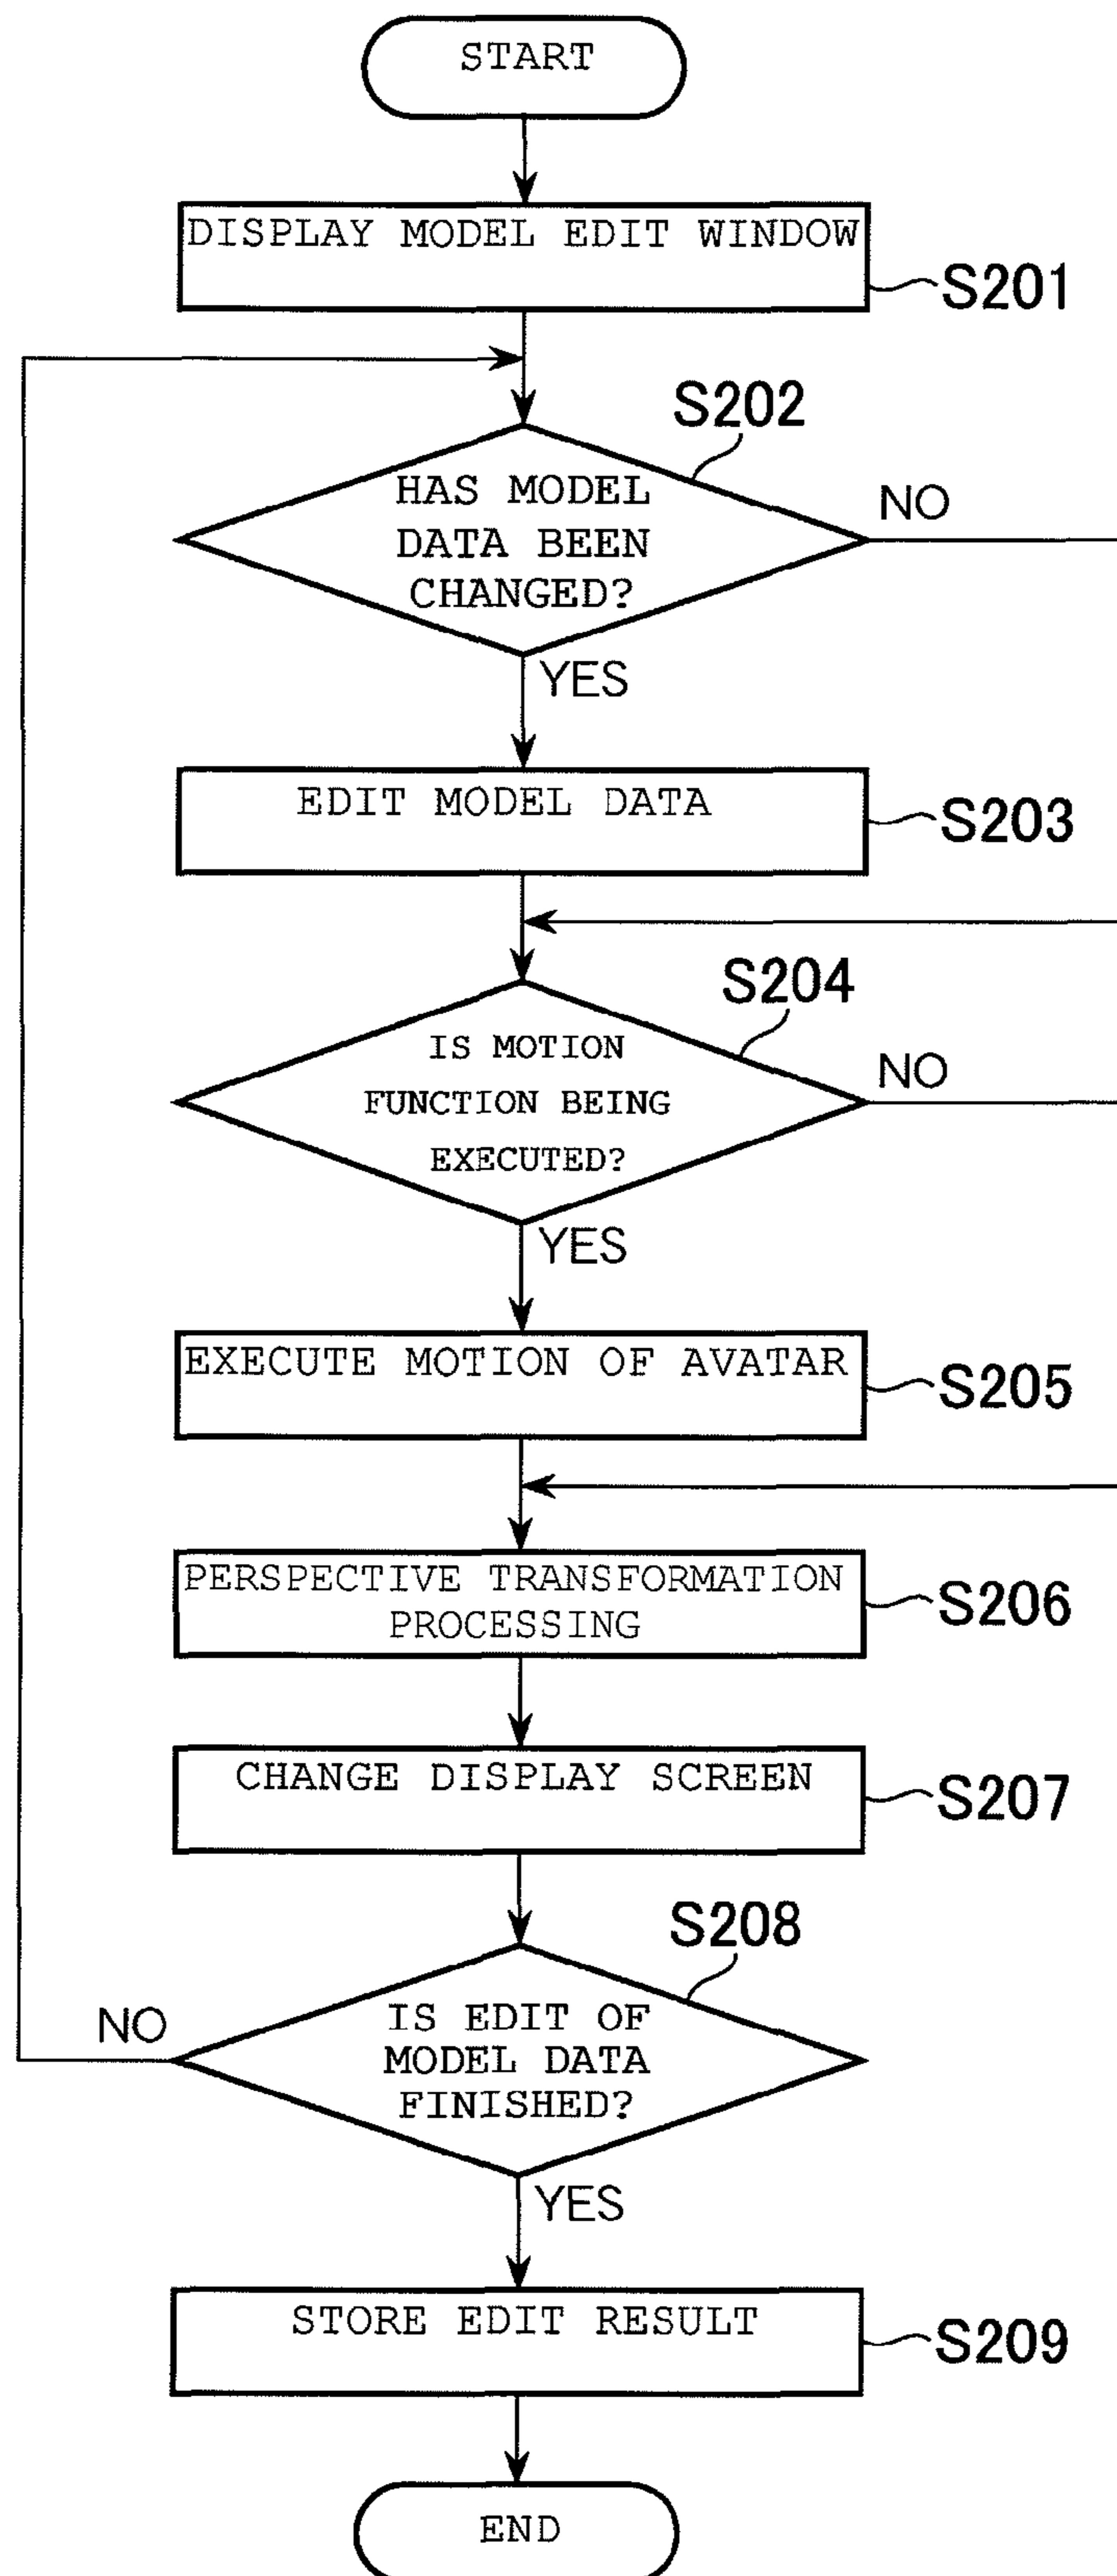 START
DISPLAY MODEL EDIT WINDOW
S201
S202
HAS MODEL
DATA BEEN
CHANGED?
NO
YES
EDIT MODEL DATA
S203
S204
IS MOTION
FUNCTION BEING
EXECUTED?
NO
YES
EXECUTE MOTION OF AVATAR
S205
PERSPECTIVE TRANSFORMATION
PROCESSING
S206
CHANGE DISPLAY SCREEN
S207
S208
IS EDIT OF
MODEL DATA
FINISHED?
NO
YES
STORE EDIT RESULT
S209
END